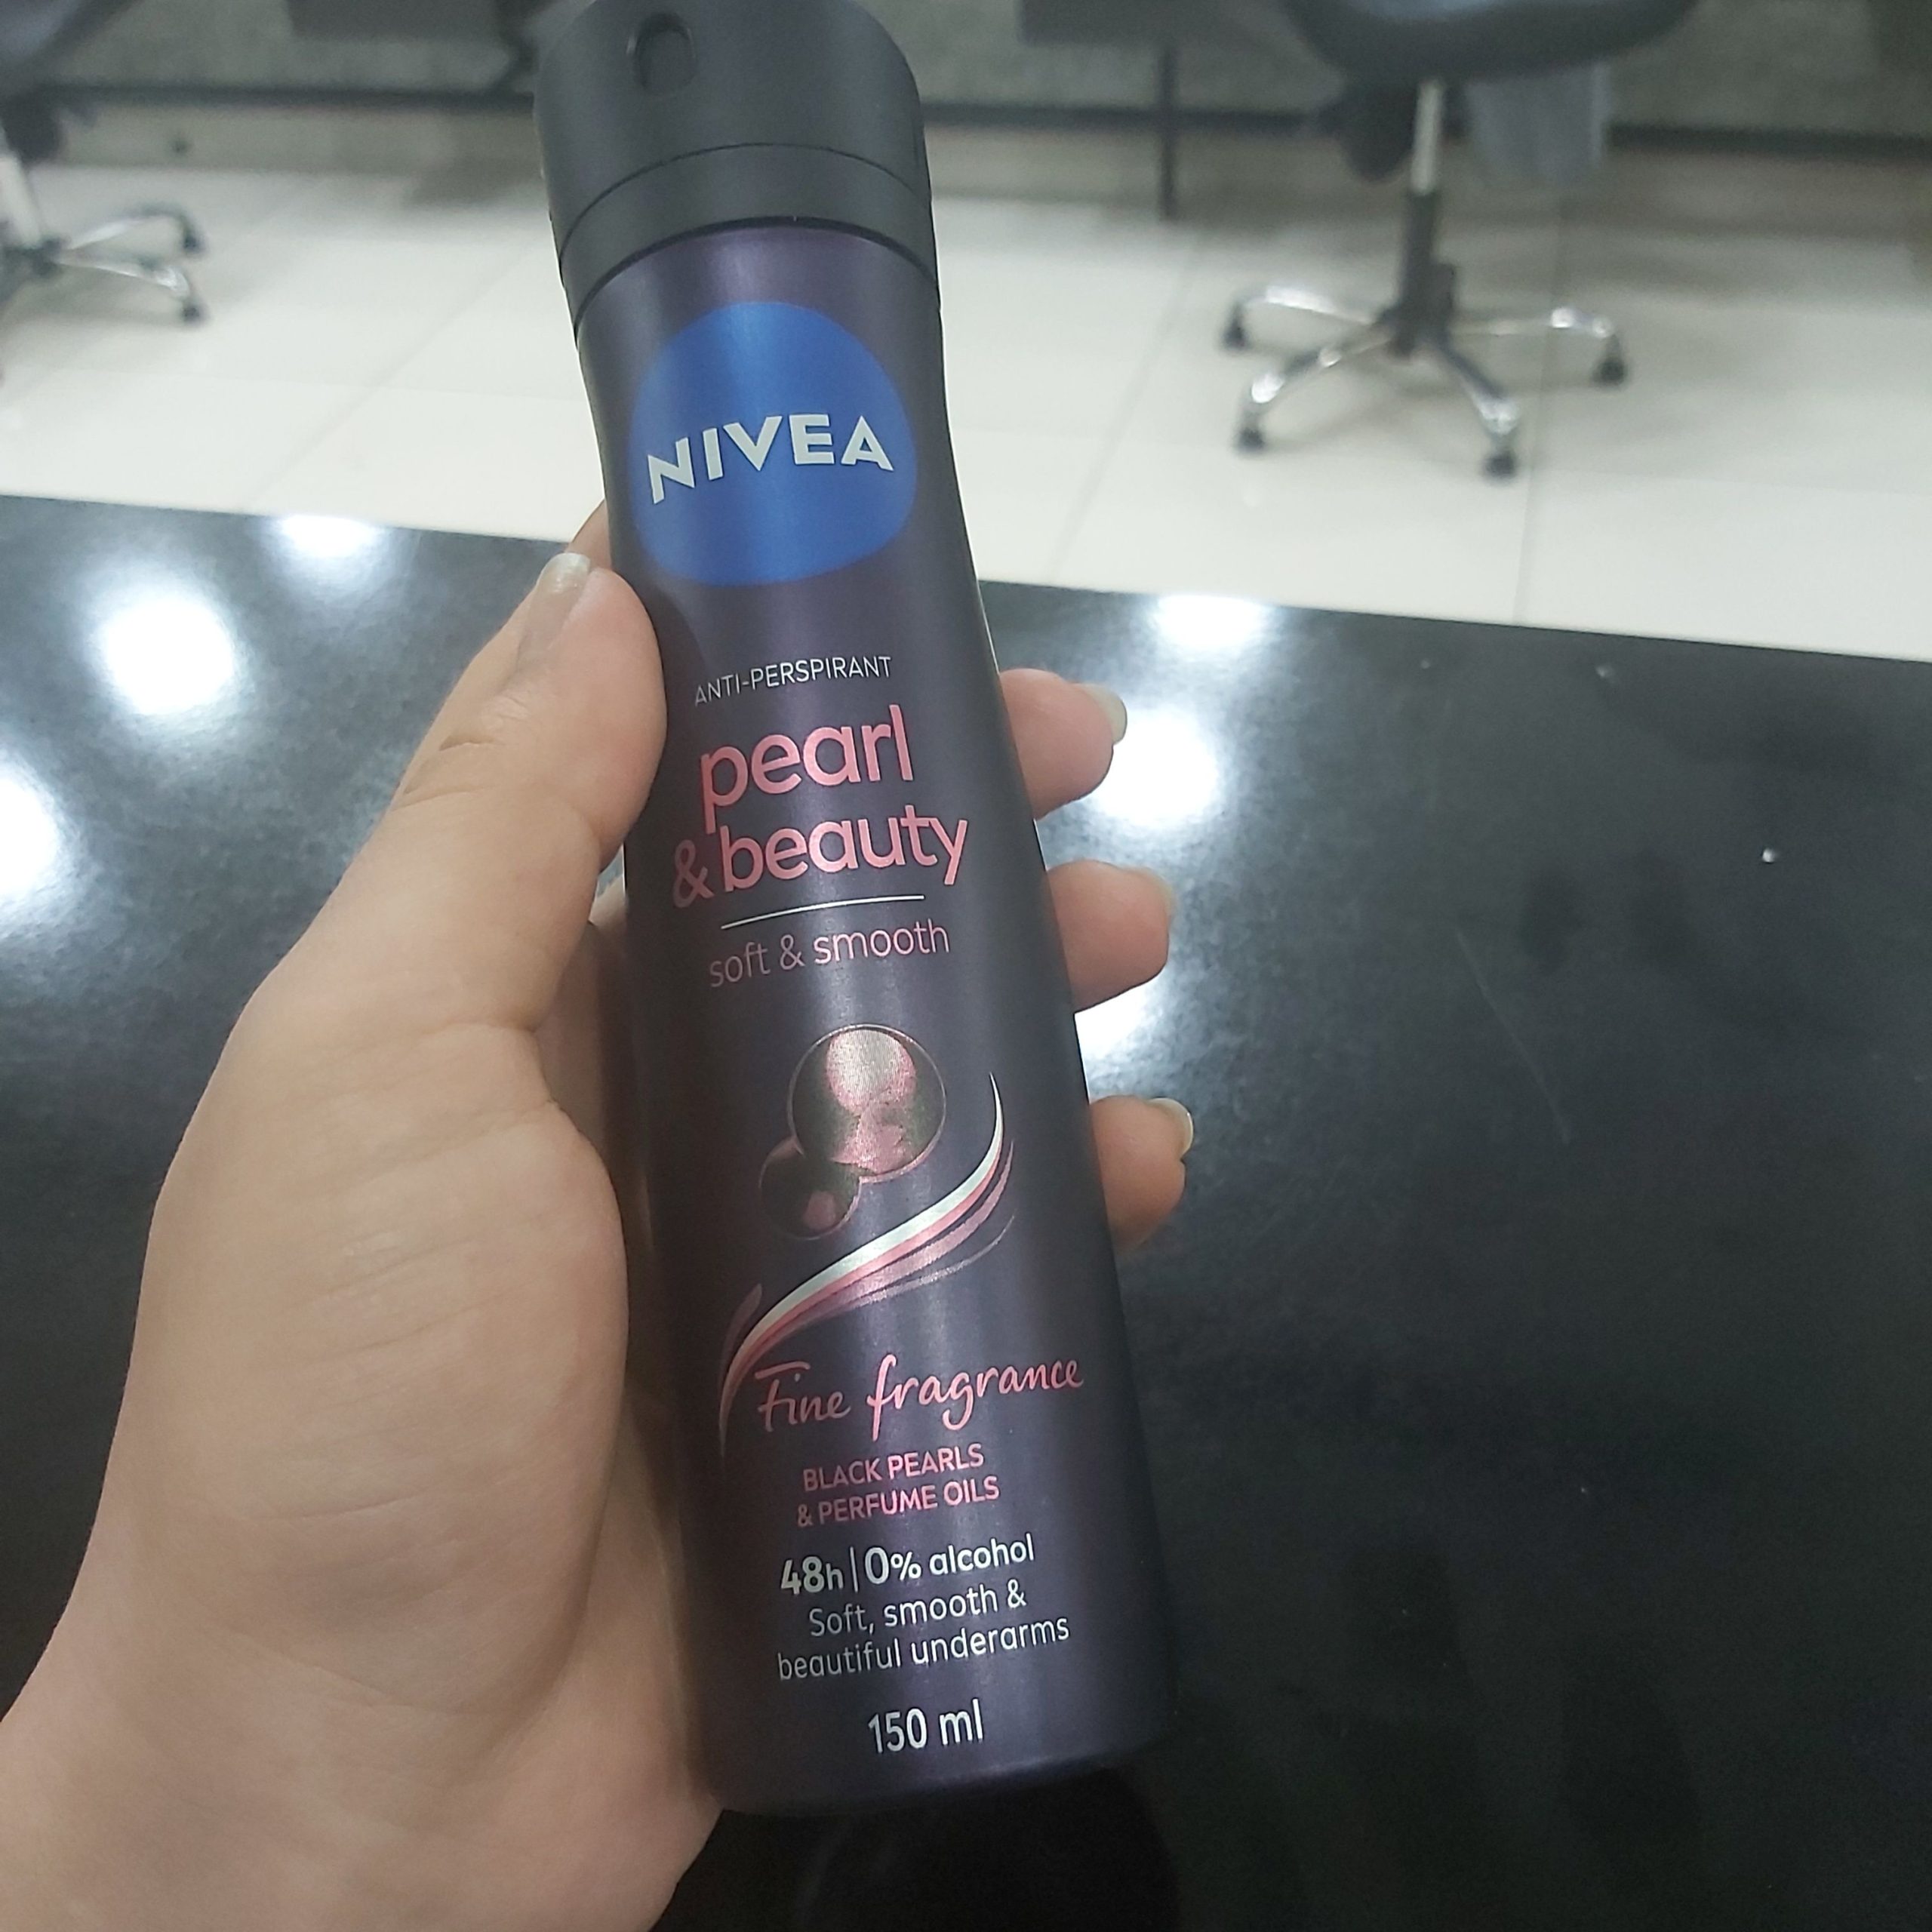 NIVEA
ANTI-PERSPIRANT
pearl
& beauty
soft & smooth
Fine fragrance
BLACK PEARLS
& PERFUME OILS
48h | 0% alcohol
Soft, smooth &
beautiful underarms
150 ml